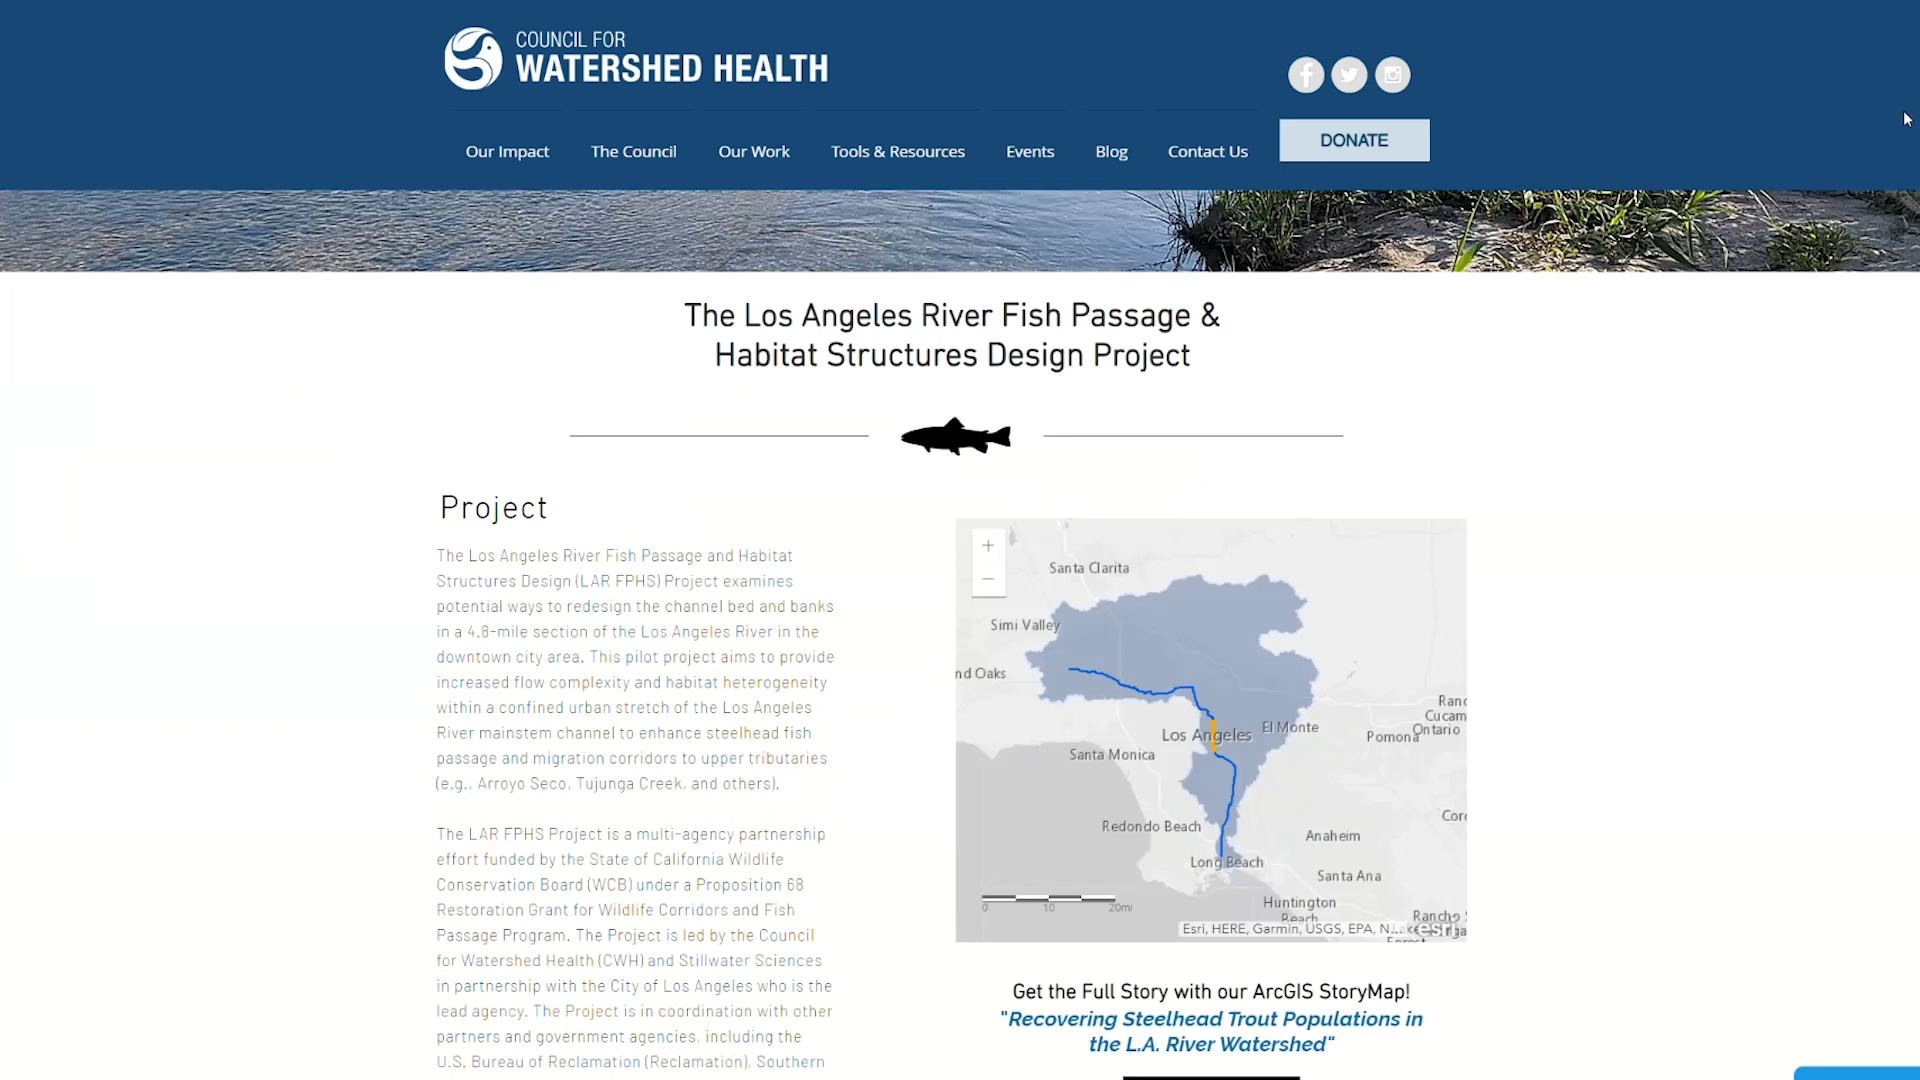 COUNCIL FOR
WATERSHED HEALTH
Our Impact
The Council
Our Work
Tools & Resources
Events
Blog
Contact Us
DONATE
The Los Angeles River Fish Passage &
Habitat Structures Design Project
Project
The Los Angeles River Fish Passage and Habitat
Structures Design (LAR FPHS) Project examines
potential ways to redesign the channel bed and banks
in a 4.8-mile section of the Los Angeles River in the
downtown city area. This pilot project aims to provide
increased flow complexity and habitat heterogeneity
within a confined urban stretch of the Los Angeles
River mainstem channel to enhance steelhead fish
passage and migration corridors to upper tributaries
(e.g., Arroyo Seco, Tujunga Creek, and others).
The LAR FPHS Project is a multi-agency partnership
effort funded by the State of California Wildlife
Conservation Board (WCB) under a Proposition 68
Restoration Grant for Wildlife Corridors and Fish
Passage Program. The Project is led by the Council
for Watershed Health (CWH) and Stillwater Sciences
in partnership with the City of Los Angeles who is the
lead agency. The Project is in coordination with other
partners and government agencies, including the
U.S. Bureau of Reclamation (Reclamation), Southern
+
−
Santa Clarita
Simi Valley
nd Oaks
Los Angeles
El Monte
Santa Monica
Ranc
Cucam
Ontario
Pomona
Redondo Beach
Anaheim
Coro
Long Beach
Santa Ana
Huntington
Beach
Rancho S
0 10 20mi
Esri, HERE, Garmin, USGS, EPA, N...
esri
Get the Full Story with our ArcGIS StoryMap!
"Recovering Steelhead Trout Populations in
the L.A. River Watershed"